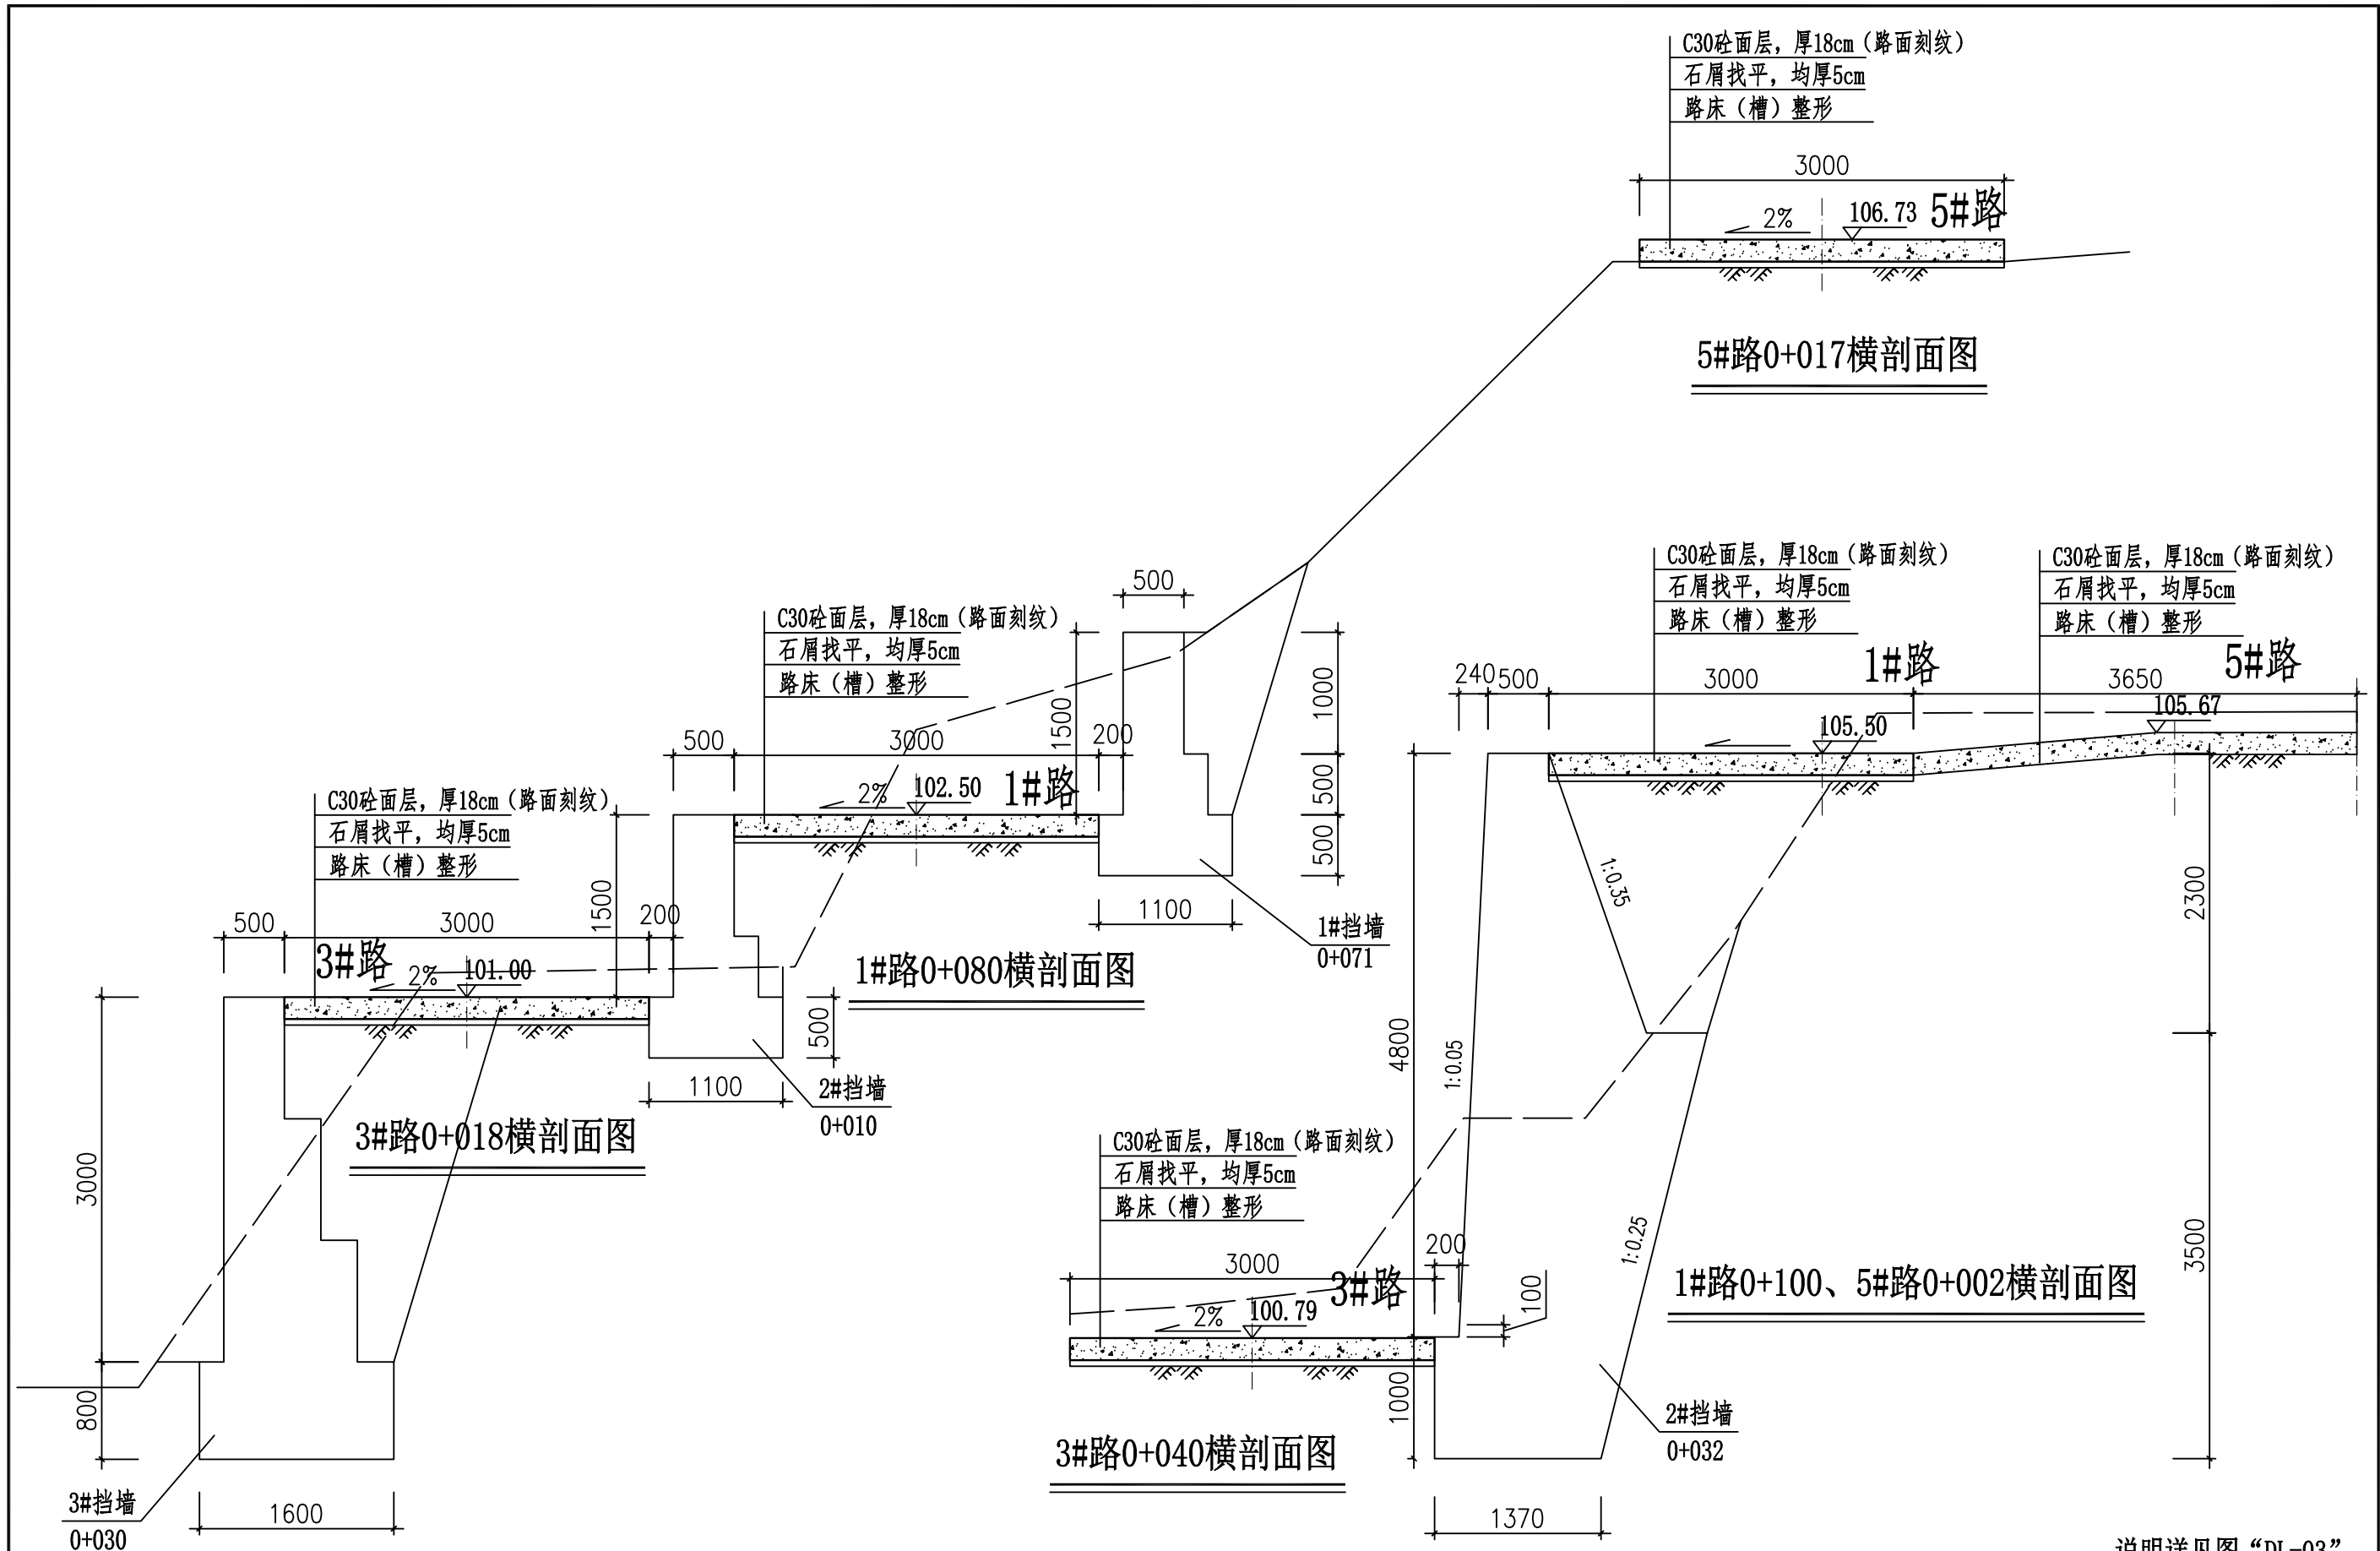 C30砼面层，厚18cm（路面刻纹）
石屑找平，均厚5cm
路床（槽）整形
3000
2%
106.73
5#路
5#路0+017横剖面图
500
C30砼面层，厚18cm（路面刻纹）
石屑找平，均厚5cm
路床（槽）整形
1500
1000
500
500
500
3000
200
2%
102.50
1#路
1100
1#挡墙
0+071
1#路0+080横剖面图
C30砼面层，厚18cm（路面刻纹）
石屑找平，均厚5cm
路床（槽）整形
1500
500
3000
200
3#路
2%
101.00
500
1100
2#挡墙
0+010
3#路0+018横剖面图
3000
800
3#挡墙
0+030
1600
C30砼面层，厚18cm（路面刻纹）
石屑找平，均厚5cm
路床（槽）整形
C30砼面层，厚18cm（路面刻纹）
石屑找平，均厚5cm
路床（槽）整形
1#路
5#路
240
500
3000
3650
105.50
105.67
1:0.35
2300
4800
1:0.05
1:0.25
3500
1#路0+100、5#路0+002横剖面图
C30砼面层，厚18cm（路面刻纹）
石屑找平，均厚5cm
路床（槽）整形
3000
200
3#路
100
2%
100.79
1000
2#挡墙
0+032
3#路0+040横剖面图
1370
说明详见图“DL-03”